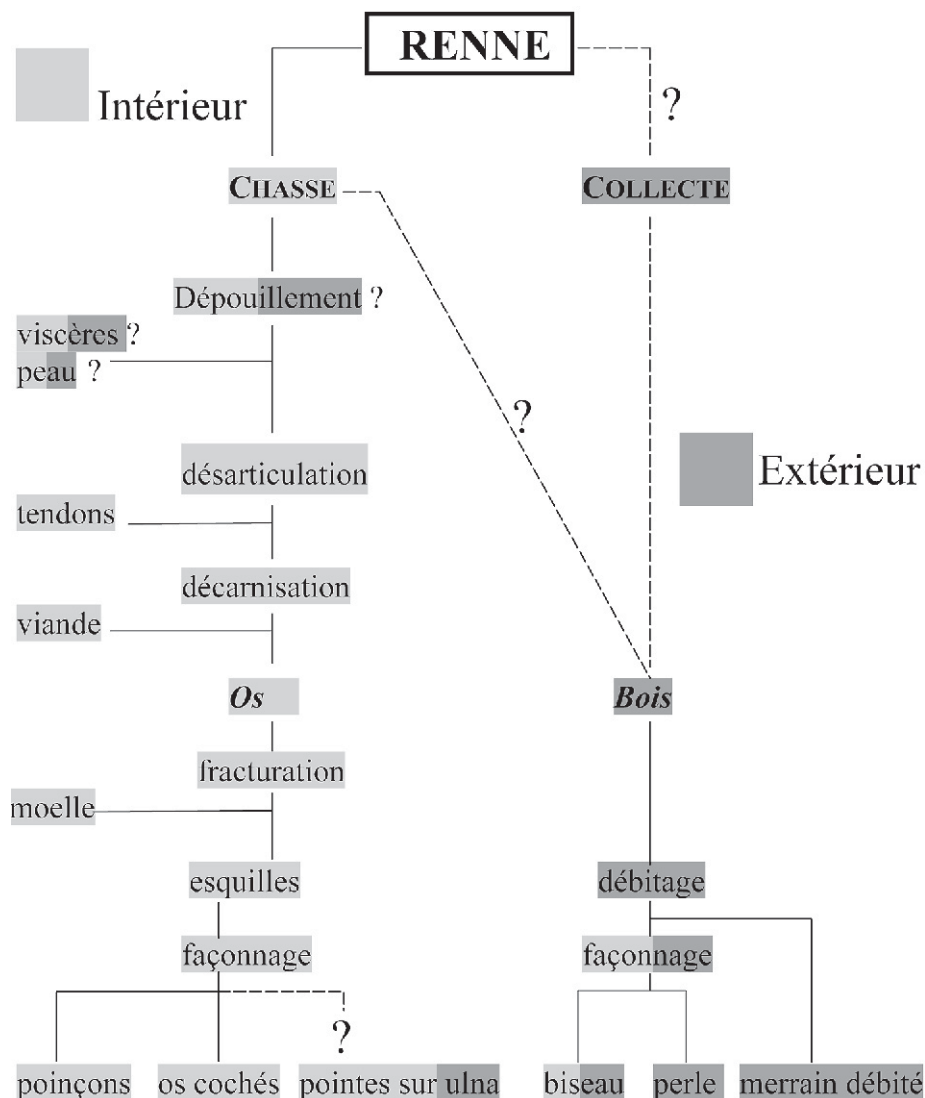 RENNE
Intérieur
?
CHASSE
COLLECTE
Dépouillement ?
viscères ?
peau ?
?
désarticulation
Extérieur
tendons
décarnisation
viande
Os
Bois
fracturation
moelle
esquilles
débitage
façonnage
façonnage
?
poinçons
os cochés
pointes sur ulna
biseau
perle
merrain débité